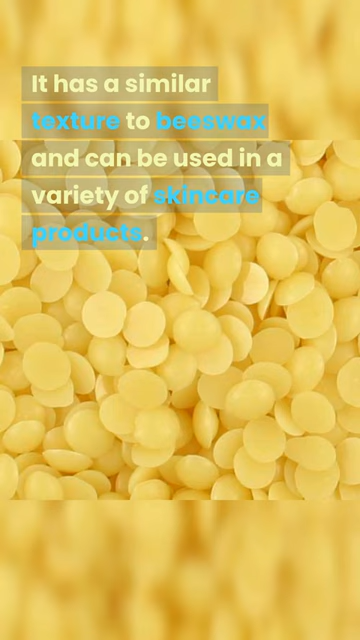 It has a similar
texture to beeswax
and can be used in a
variety of skincare
products.